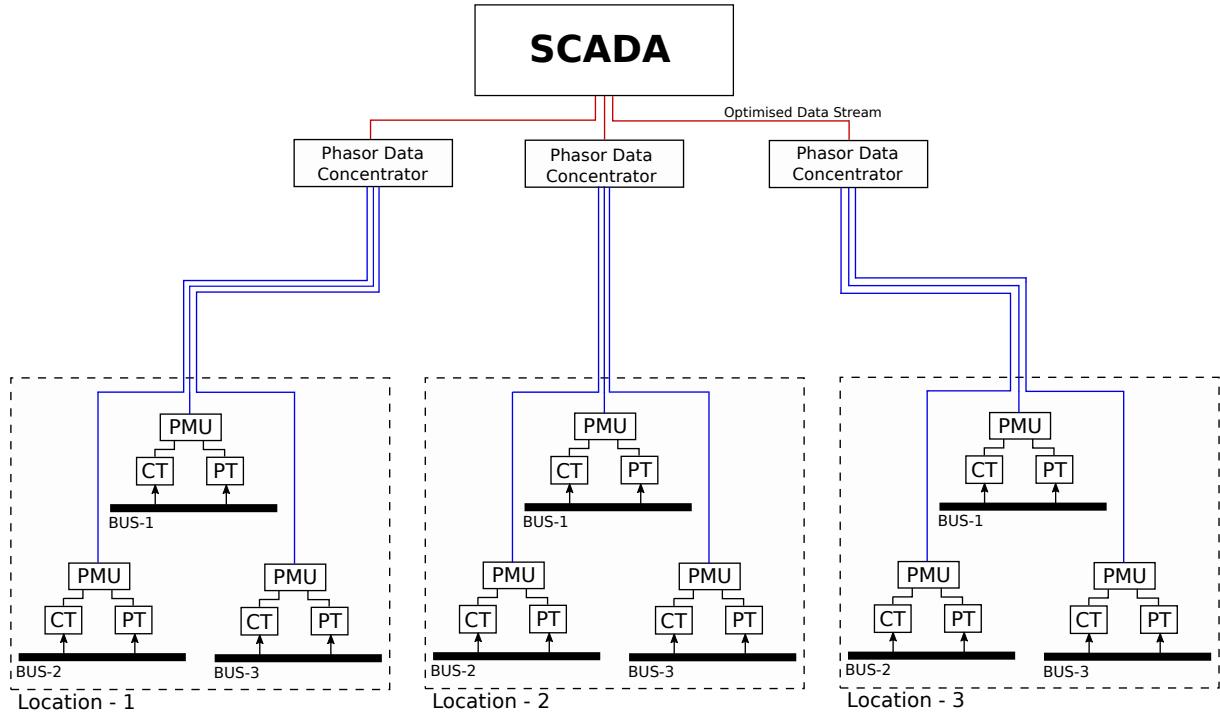 SCADA
Optimised Data Stream
Phasor Data
Concentrator
Phasor Data
Concentrator
Phasor Data
Concentrator
PMU
CT
PT
BUS-1
PMU
CT
PT
BUS-2
PMU
CT
PT
BUS-3
Location - 1
PMU
CT
PT
BUS-1
PMU
CT
PT
BUS-2
PMU
CT
PT
BUS-3
Location - 2
PMU
CT
PT
BUS-1
PMU
CT
PT
BUS-2
PMU
CT
PT
BUS-3
Location - 3